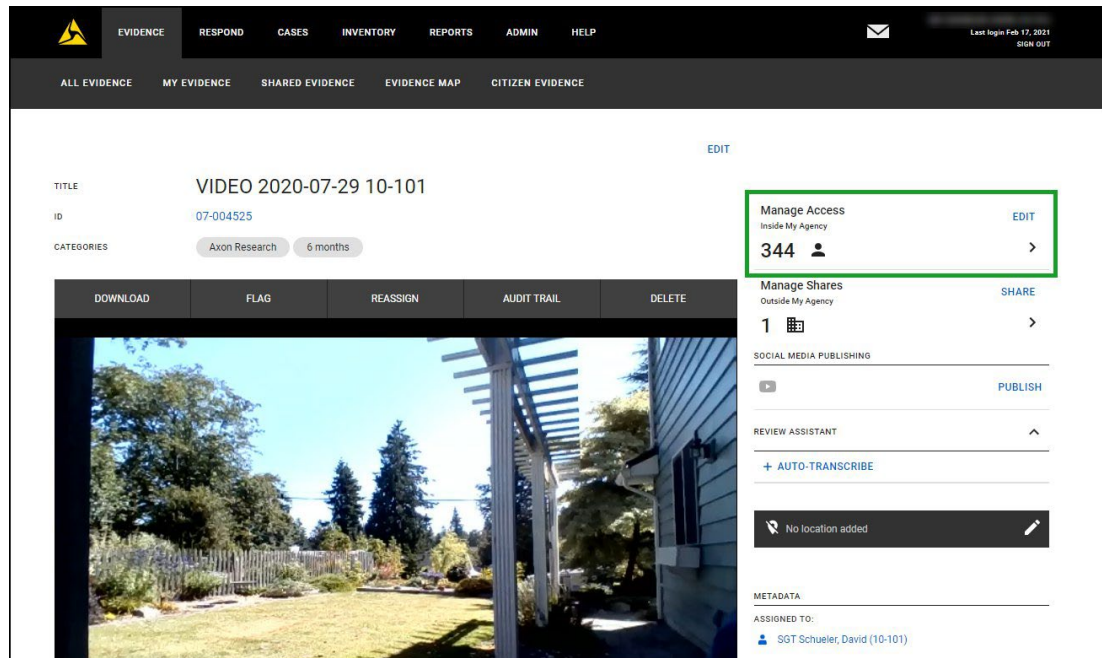 EVIDENCE RESPOND CASES INVENTORY REPORTS ADMIN HELP
Last login Feb 17, 2021
SIGN OUT
ALL EVIDENCE MY EVIDENCE SHARED EVIDENCE EVIDENCE MAP CITIZEN EVIDENCE
EDIT
TITLE VIDEO 2020-07-29 10-101
ID 07-004525
CATEGORIES Axon Research 6 months
DOWNLOAD FLAG REASSIGN AUDIT TRAIL DELETE
Manage Access EDIT
Inside My Agency
344
Manage Shares SHARE
Outside My Agency
1
SOCIAL MEDIA PUBLISHING
PUBLISH
REVIEW ASSISTANT
+ AUTO-TRANSCRIBE
No location added
METADATA
ASSIGNED TO:
SGT Schueler, David (10-101)